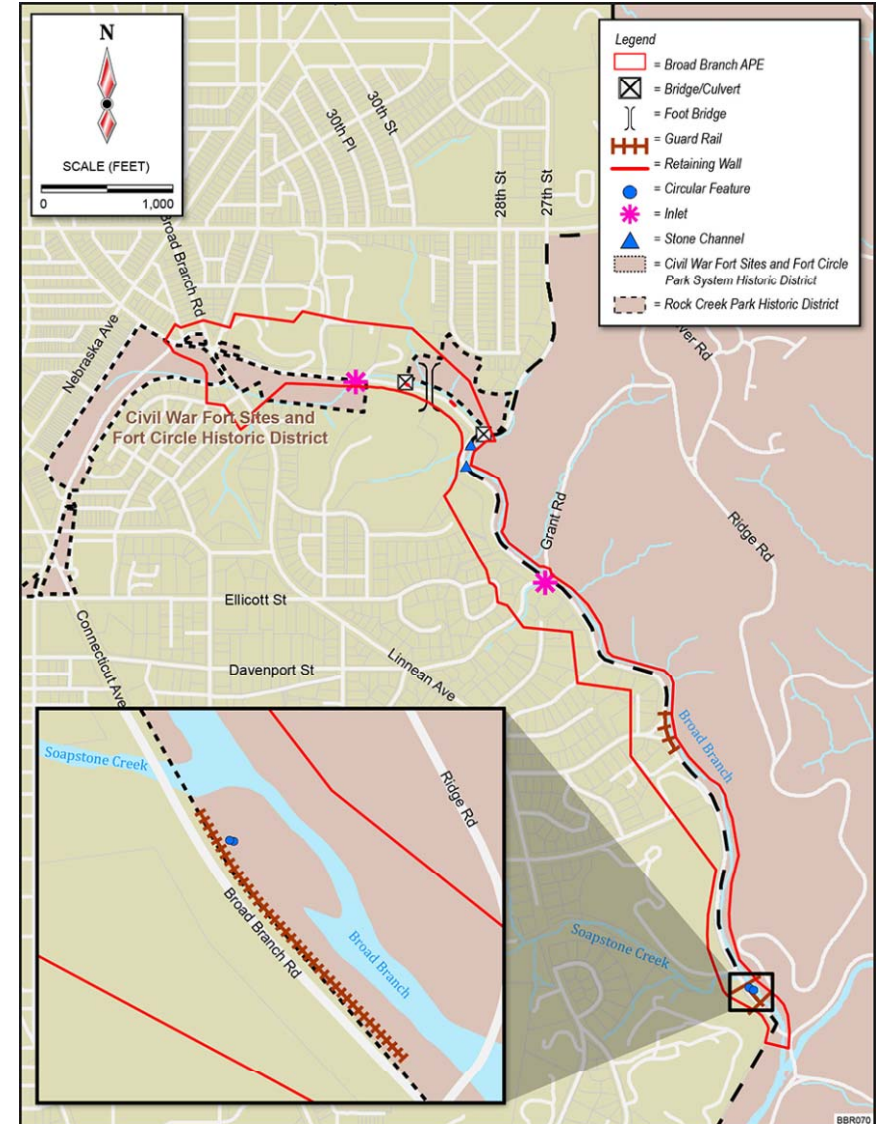 N
SCALE (FEET)
0 1,000
Legend
= Broad Branch APE
= Bridge/Culvert
= Foot Bridge
= Guard Rail
= Retaining Wall
= Circular Feature
= Inlet
= Stone Channel
= Civil War Fort Sites and Fort Circle
Park System Historic District
= Rock Creek Park Historic District
30th St
30th Pl
28th St
27th St
Broad Branch Rd
Nebraska Ave
Civil War Fort Sites and
Fort Circle Historic District
Grant Rd
Ridge Rd
Ellicott St
Connecticut Ave
Davenport St
Linnean Ave
Broad Branch
Soapstone Creek
Soapstone Creek
Ridge Rd
Broad Branch Rd
Broad Branch
BBR070